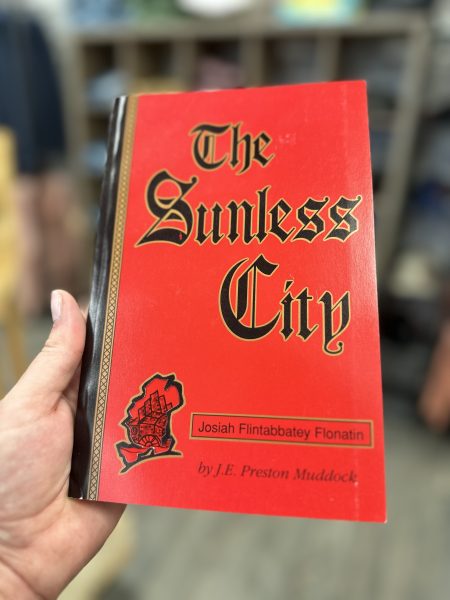 The
Sunless
City
Josiah Flintabbatey Flonatin
by J.E. Preston Muddock